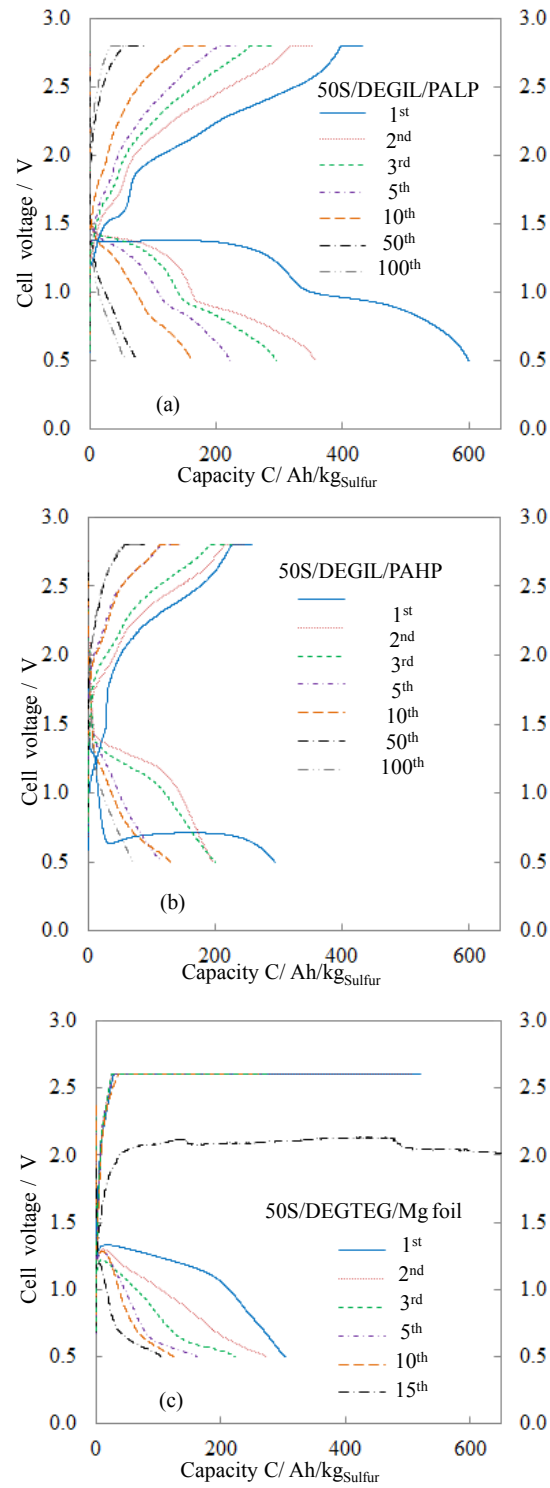 3.0 3.0
2.5 2.5
50S/DEGIL/PALP
1st
2.0 2nd 2.0
3rd
1.5 5th 1.5
10th
50th
1.0 100th 1.0
0.5 0.5
(a)
0.0 0.0
0 200 400 600
Cell voltage / V
Capacity C/ Ah/kgSulfur
3.0 3.0
2.5 50S/DEGIL/PAHP 2.5
1st
2.0 2nd 2.0
3rd
5th
1.5 10th 1.5
50th
100th
1.0 1.0
0.5 0.5
(b)
0.0 0.0
0 200 400 600
Cell voltage / V
Capacity C/ Ah/kgSulfur
3.0 3.0
2.5 2.5
2.0 2.0
50S/DEGTEG/Mg foil
1.5 1st 1.5
2nd
1.0 3rd 1.0
5th
0.5 10th 0.5
(c) 15th
0.0 0.0
0 200 400 600
Cell voltage / V
Capacity C/ Ah/kgSulfur